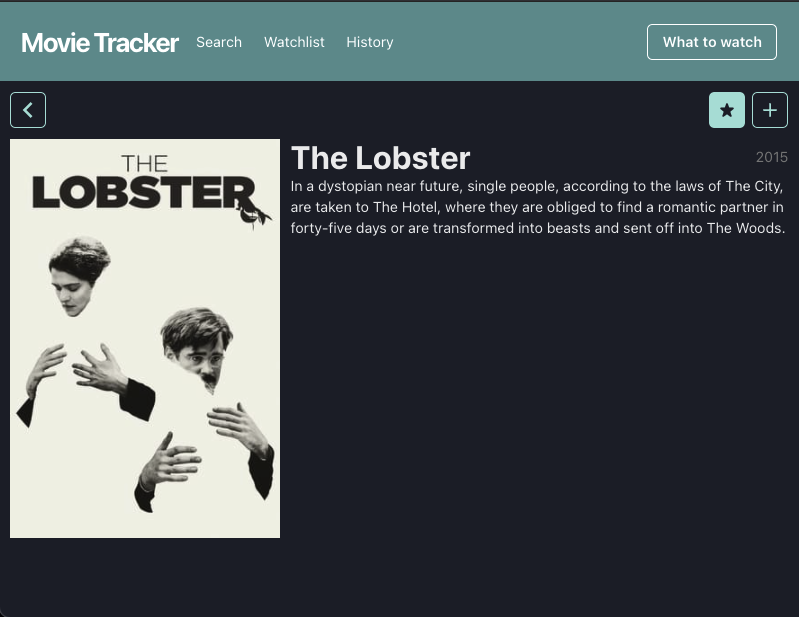 Movie Tracker Search Watchlist History What to watch
THE
LOBSTER
The Lobster 2015
In a dystopian near future, single people, according to the laws of The City,
are taken to The Hotel, where they are obliged to find a romantic partner in
forty-five days or are transformed into beasts and sent off into The Woods.